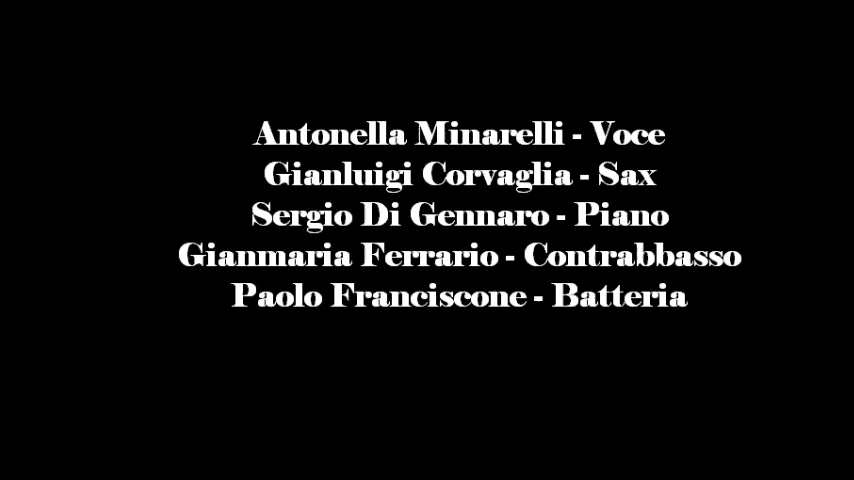 Antonella Minarelli - Voce
Gianluigi Corvaglia - Sax
Sergio Di Gennaro - Piano
Gianmaria Ferrario - Contrabbasso
Paolo Franciscone - Batteria